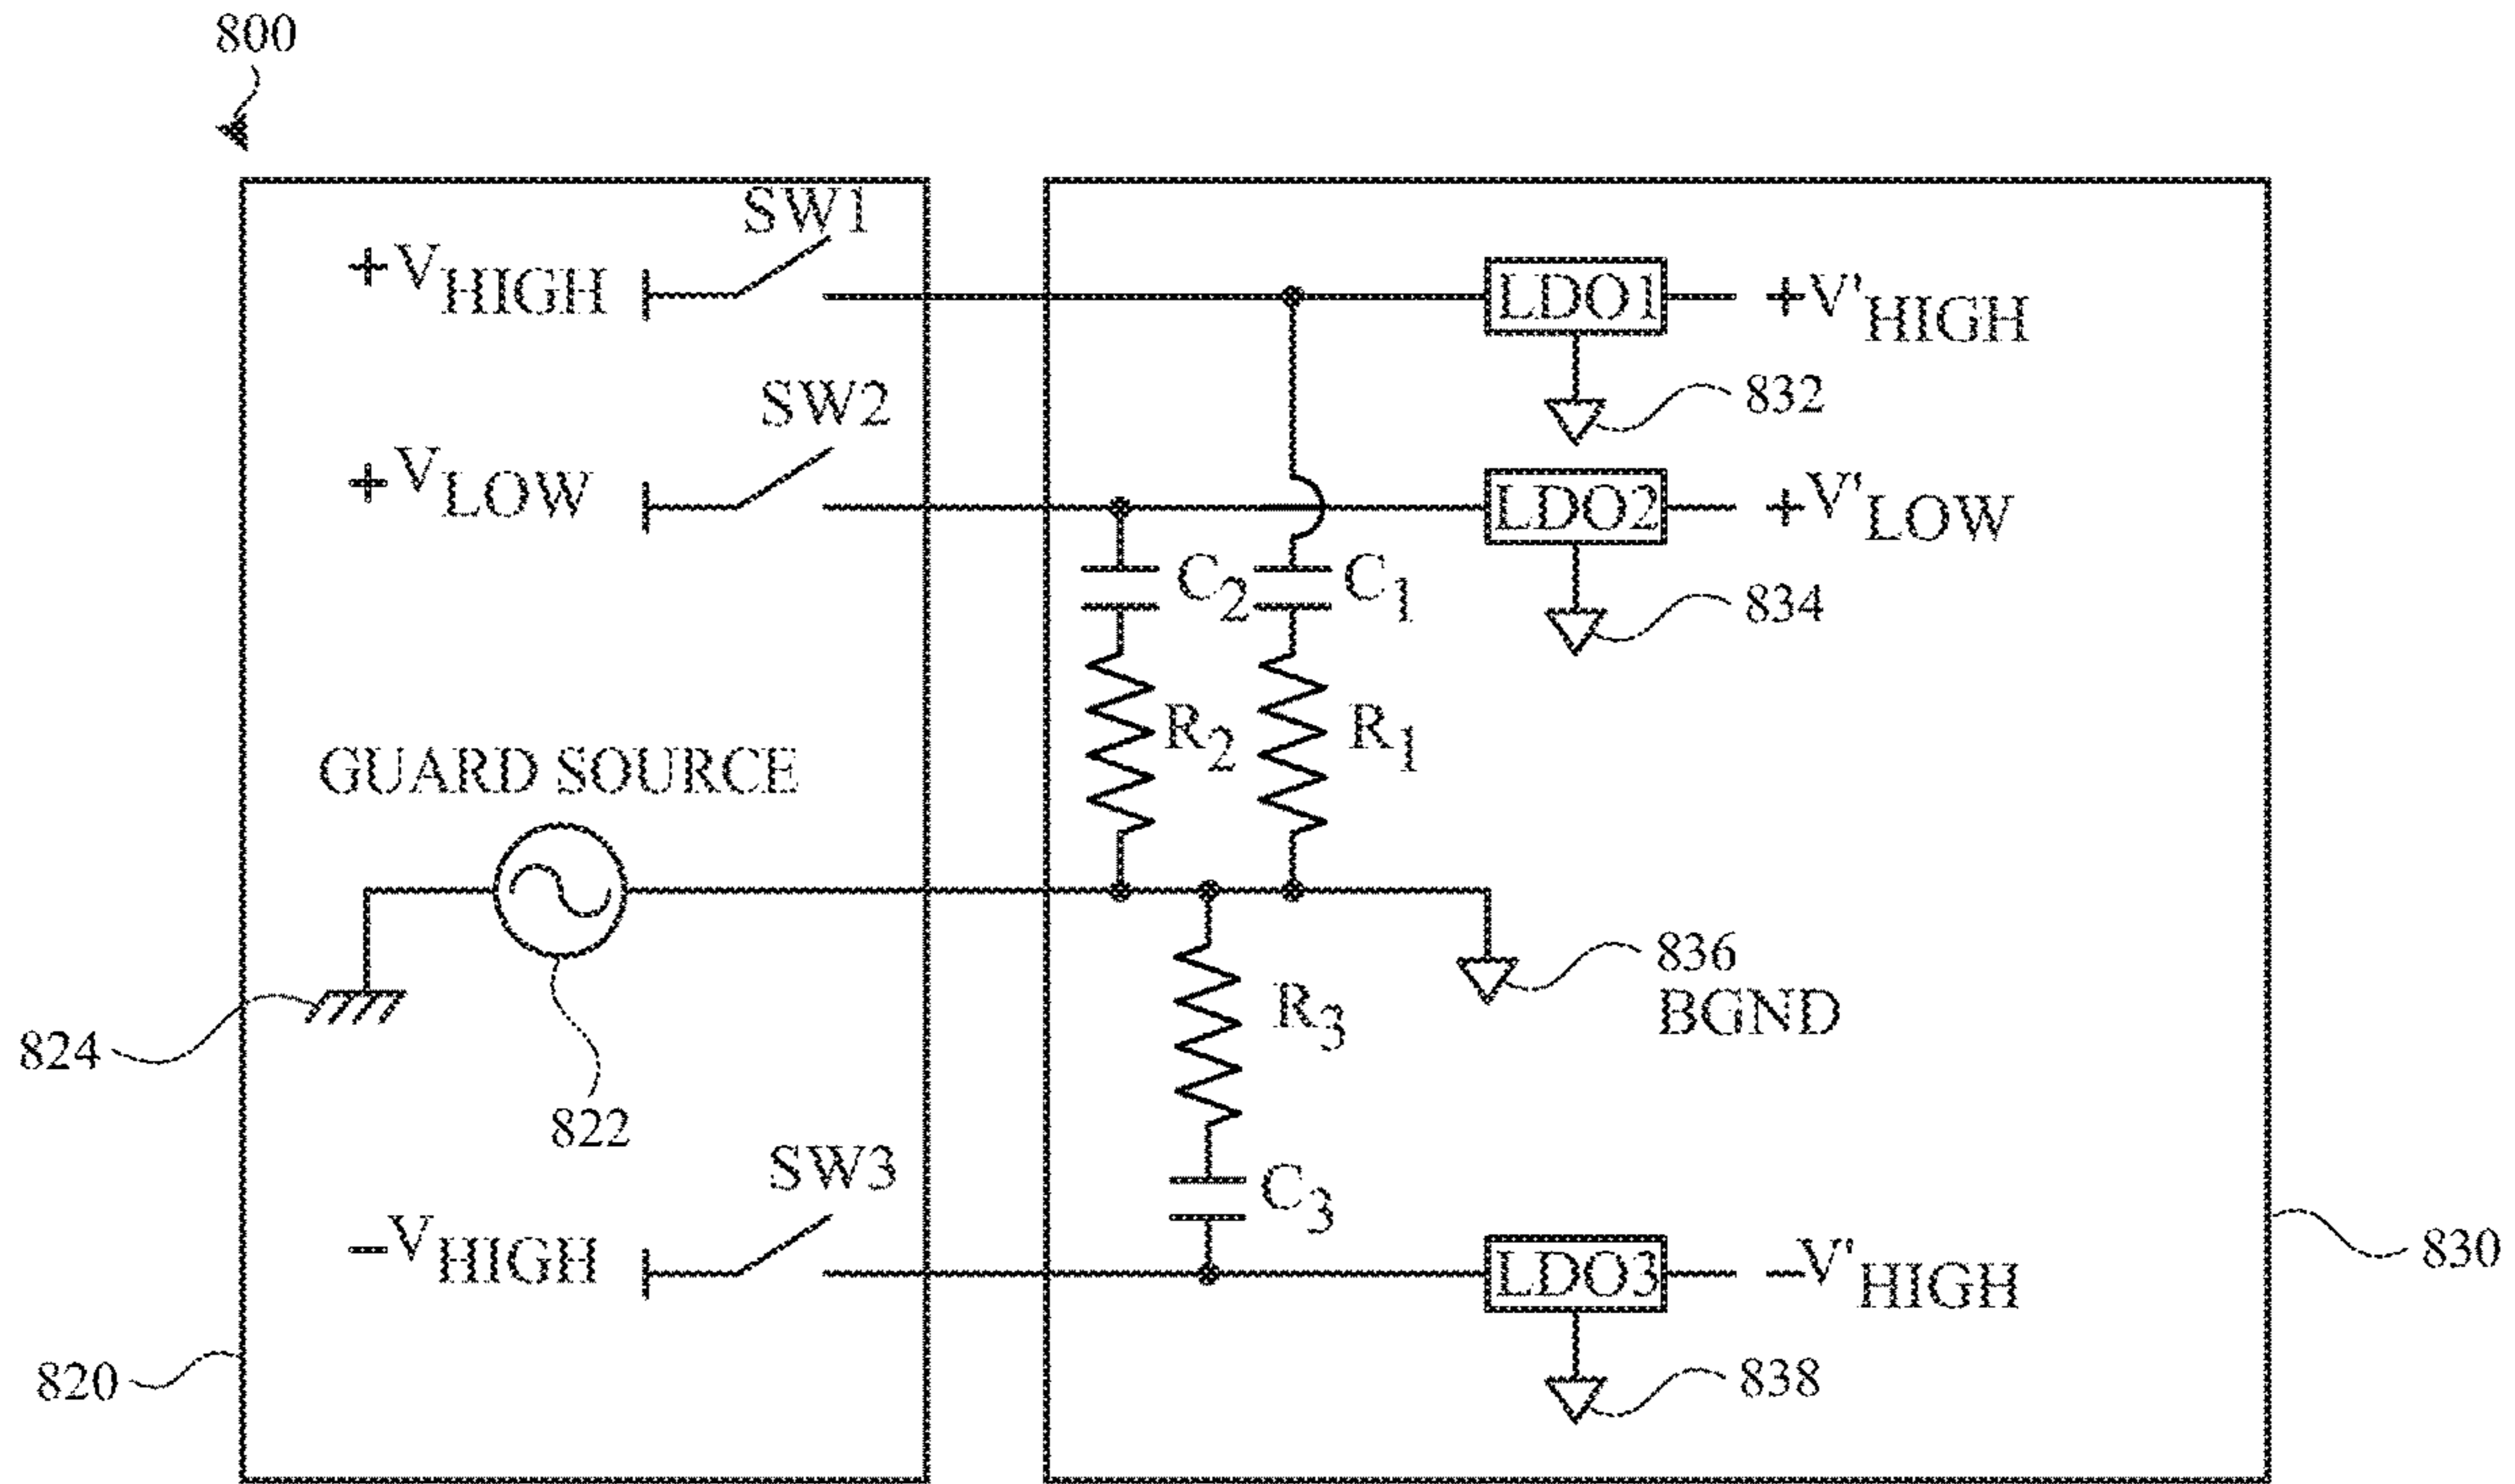 800
SW1
+VHIGH
LDO1
+V'HIGH
832
SW2
+VLOW
LDO2
+V'LOW
C2
C1
834
R2
R1
GUARD SOURCE
836
BGND
R3
824
822
SW3
C3
-VHIGH
LDO3
-V'HIGH
830
820
838